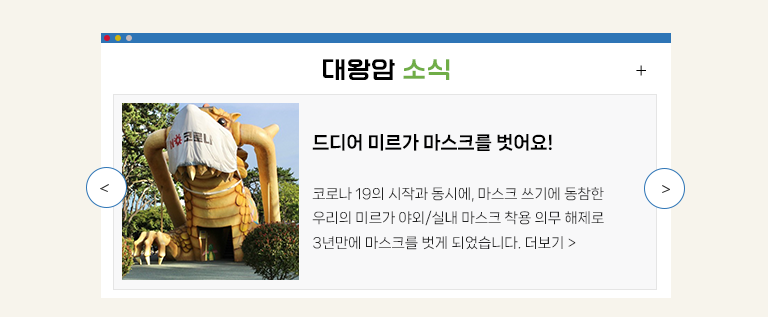 대왕암 소식
+
NO 코로나
드디어 미르가 마스크를 벗어요!
코로나 19의 시작과 동시에, 마스크 쓰기에 동참한
우리의 미르가 야외/실내 마스크 착용 의무 해제로
3년만에 마스크를 벗게 되었습니다. 더보기 >
<
>